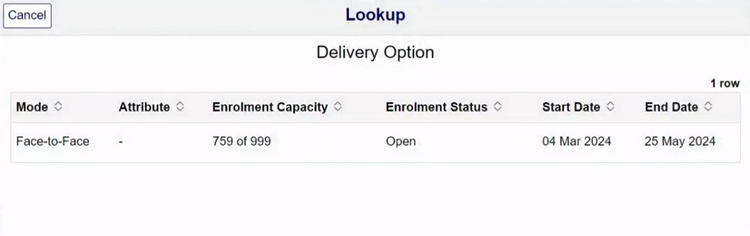 Cancel
Lookup
Delivery Option
1 row
Mode Attribute Enrolment Capacity Enrolment Status Start Date End Date
Face-to-Face - 759 of 999 Open 04 Mar 2024 25 May 2024